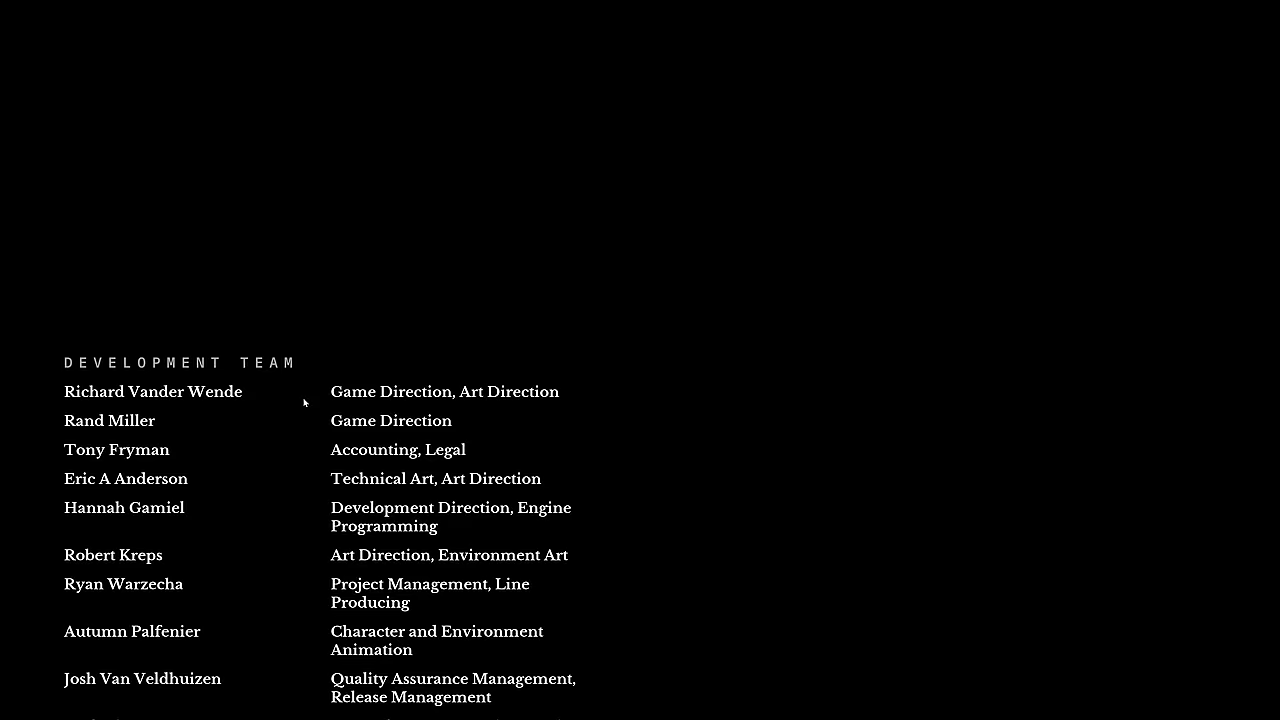 DEVELOPMENT TEAM
Richard Vander Wende Game Direction, Art Direction
Rand Miller Game Direction
Tony Fryman Accounting, Legal
Eric A Anderson Technical Art, Art Direction
Hannah Gamiel Development Direction, Engine
Programming
Robert Kreps Art Direction, Environment Art
Ryan Warzecha Project Management, Line
Producing
Autumn Palfenier Character and Environment
Animation
Josh Van Veldhuizen Quality Assurance Management,
Release Management